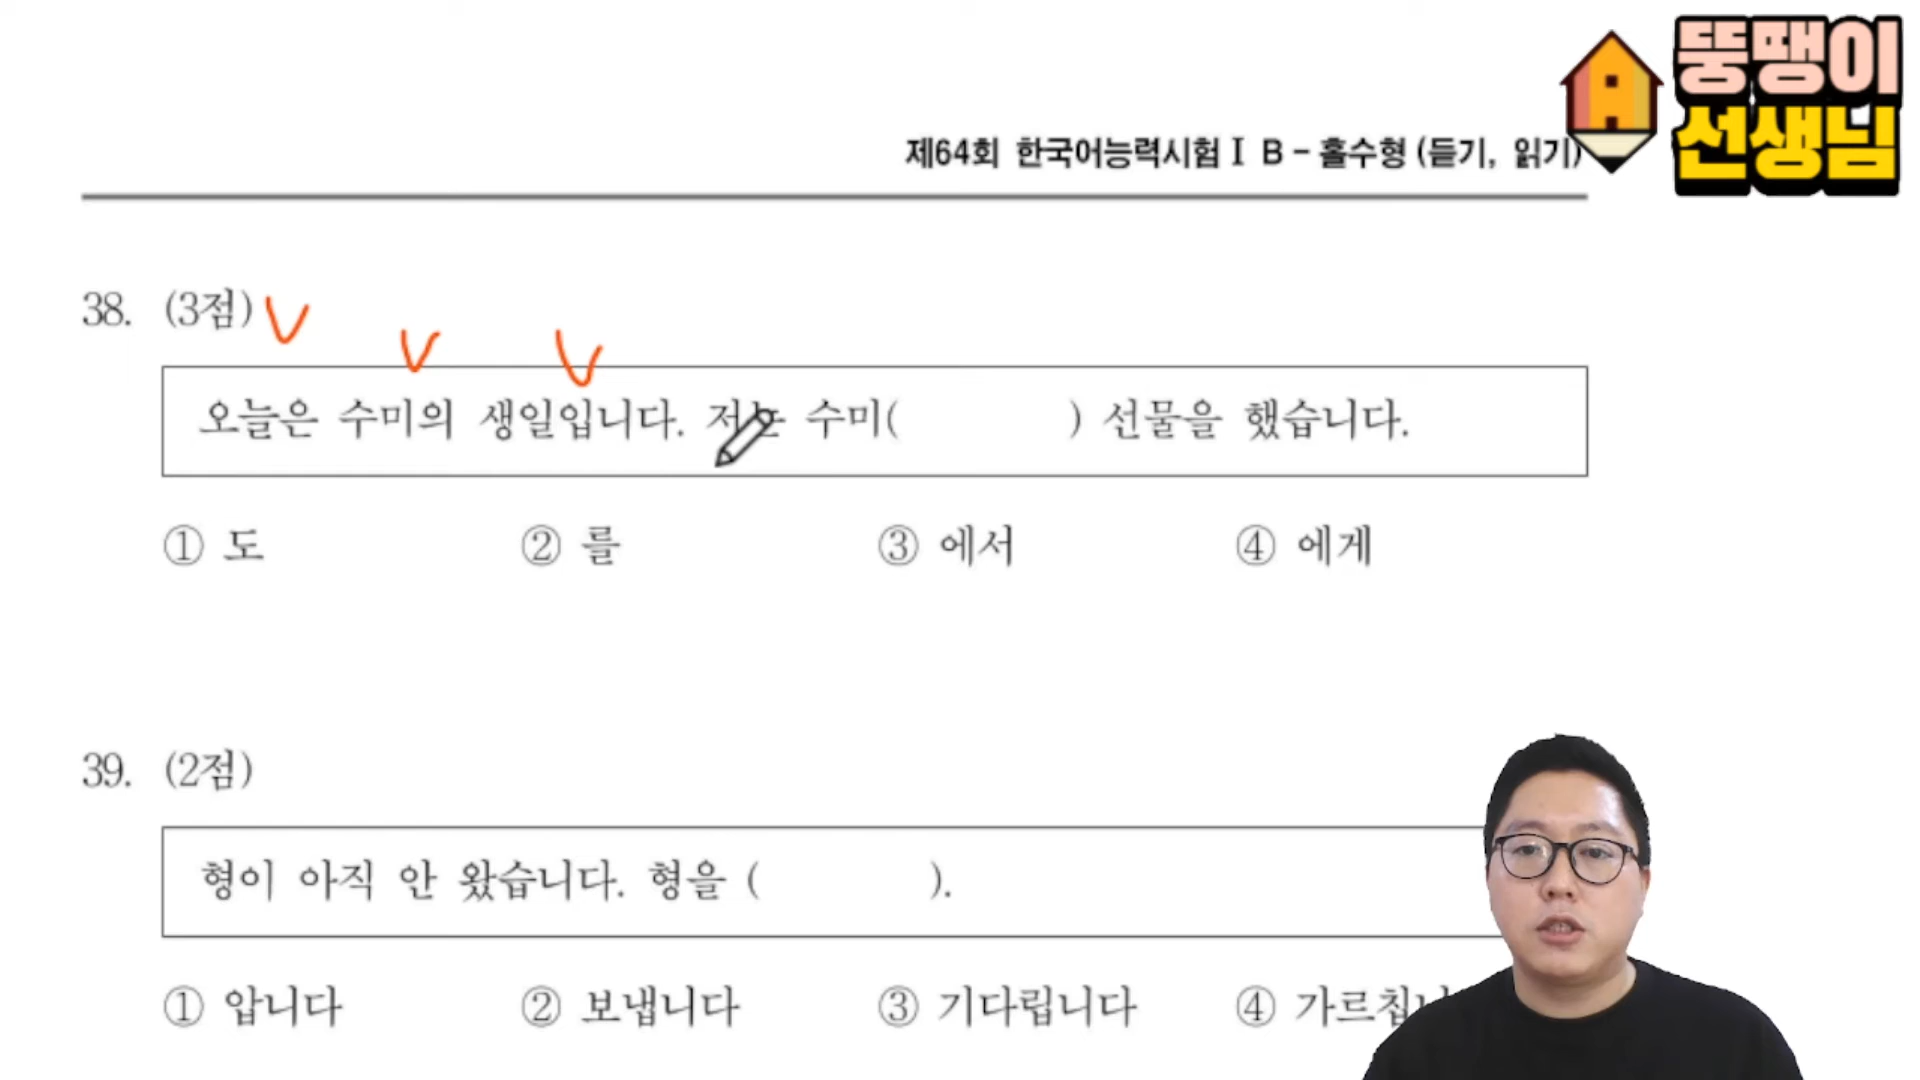 뚱땡이
선생님
제64회 한국어능력시험 I B - 홀수형 (듣기, 읽기)
38. (3점)
오늘은 수미의 생일입니다. 저는 수미( ) 선물을 했습니다.
① 도 ② 를 ③ 에서 ④ 에게
39. (2점)
형이 아직 안 왔습니다. 형을 ( ).
① 압니다 ② 보냅니다 ③ 기다립니다 ④